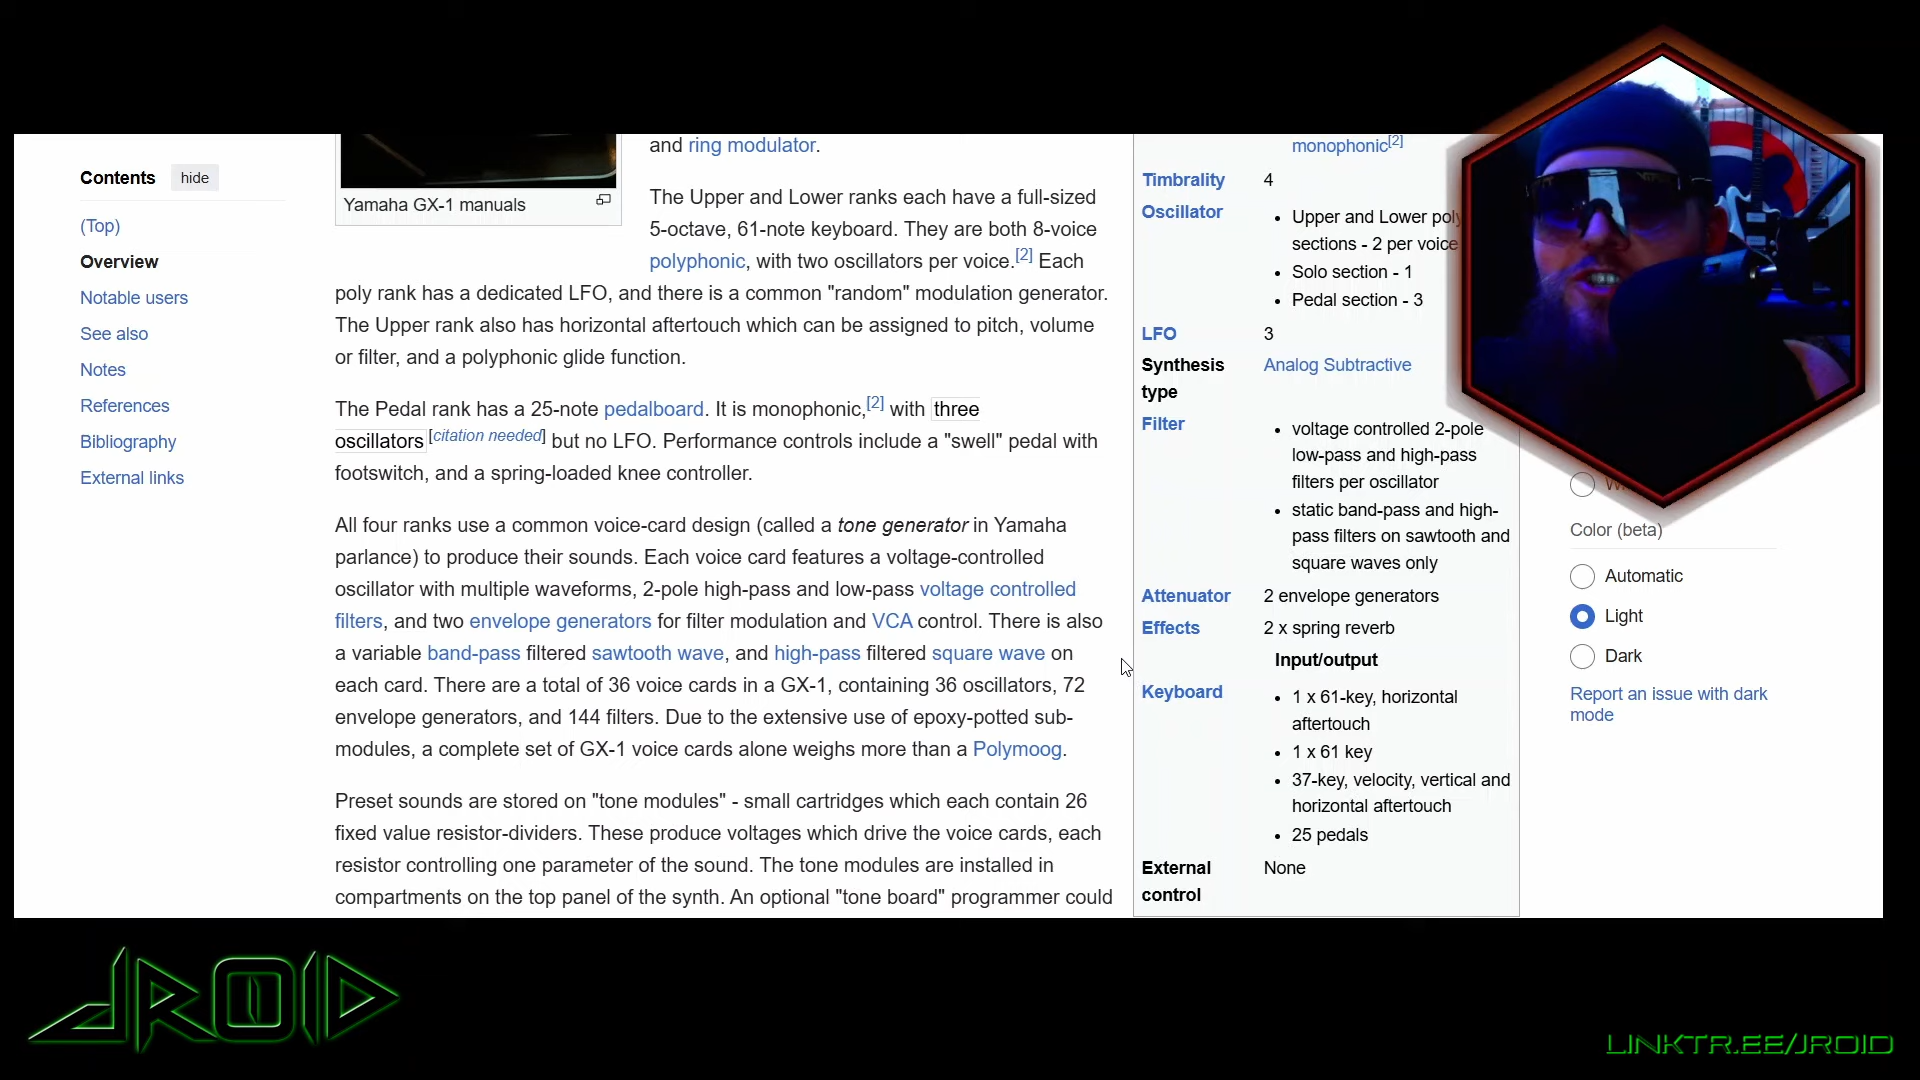 Contents hide
(Top)
Overview
Notable users
See also
Notes
References
Bibliography
External links
Yamaha GX-1 manuals
and ring modulator.
The Upper and Lower ranks each have a full-sized
5-octave, 61-note keyboard. They are both 8-voice
polyphonic, with two oscillators per voice.[2] Each
poly rank has a dedicated LFO, and there is a common "random" modulation generator.
The Upper rank also has horizontal aftertouch which can be assigned to pitch, volume
or filter, and a polyphonic glide function.
The Pedal rank has a 25-note pedalboard. It is monophonic,[2] with three
oscillators[citation needed] but no LFO. Performance controls include a "swell" pedal with
footswitch, and a spring-loaded knee controller.
All four ranks use a common voice-card design (called a tone generator in Yamaha
parlance) to produce their sounds. Each voice card features a voltage-controlled
oscillator with multiple waveforms, 2-pole high-pass and low-pass voltage controlled
filters, and two envelope generators for filter modulation and VCA control. There is also
a variable band-pass filtered sawtooth wave, and high-pass filtered square wave on
each card. There are a total of 36 voice cards in a GX-1, containing 36 oscillators, 72
envelope generators, and 144 filters. Due to the extensive use of epoxy-potted sub-
modules, a complete set of GX-1 voice cards alone weighs more than a Polymoog.
Preset sounds are stored on "tone modules" - small cartridges which each contain 26
fixed value resistor-dividers. These produce voltages which drive the voice cards, each
resistor controlling one parameter of the sound. The tone modules are installed in
compartments on the top panel of the synth. An optional "tone board" programmer could
monophonic[2]
Timbrality 4
Oscillator
• Upper and Lower poly
sections - 2 per voice
• Solo section - 1
• Pedal section - 3
LFO 3
Synthesis type Analog Subtractive
Filter
• voltage controlled 2-pole
low-pass and high-pass
filters per oscillator
• static band-pass and high-
pass filters on sawtooth and
square waves only
Attenuator 2 envelope generators
Effects 2 x spring reverb
Input/output
Keyboard
• 1 x 61-key, horizontal
aftertouch
• 1 x 61 key
• 37-key, velocity, vertical and
horizontal aftertouch
• 25 pedals
External control None
Color (beta)
Automatic
Light
Dark
Report an issue with dark
mode
JROID
LINKTR.EE/JROID